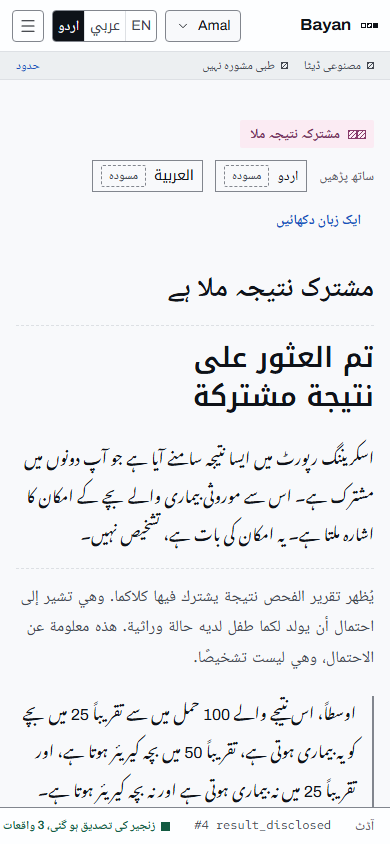 Bayan
Amal
EN
عربي
اردو
مصنوعی ڈیٹا
طبی مشورہ نہیں
حدود
مشترکہ نتیجہ ملا
ساتھ پڑھیں
اردو
مسودہ
العربية
مسودہ
ایک زبان دکھائیں
مشترک نتیجہ ملا ہے
تم العثور على
نتيجة مشتركة
اسکریننگ رپورٹ میں ایسا نتیجہ سامنے آیا ہے جو آپ دونوں میں
مشترک ہے۔ اس سے موروثی بیماری والے بچے کے امکان کا
اشارہ ملتا ہے۔ یہ امکان کی بات ہے، تشخیص نہیں۔
يُظهر تقرير الفحص نتيجة يشترك فيها كلاكما. وهي تشير إلى
احتمال أن يولد لكما طفل لديه حالة وراثية. هذه معلومة عن
الاحتمال، وهي ليست تشخيصًا.
اوسطاً، اس نتیجے والے 100 حمل میں سے تقریباً 25 میں بچے
کو یہ بیماری ہوتی ہے، تقریباً 50 میں بچہ کیریئر ہوتا ہے، اور
تقریباً 25 میں نہ بیماری ہوتی ہے اور نہ بچہ کیریئر ہوتا ہے۔
آڈٹ
#4 result_disclosed
زنجیر کی تصدیق ہو گئی، 3 واقعات